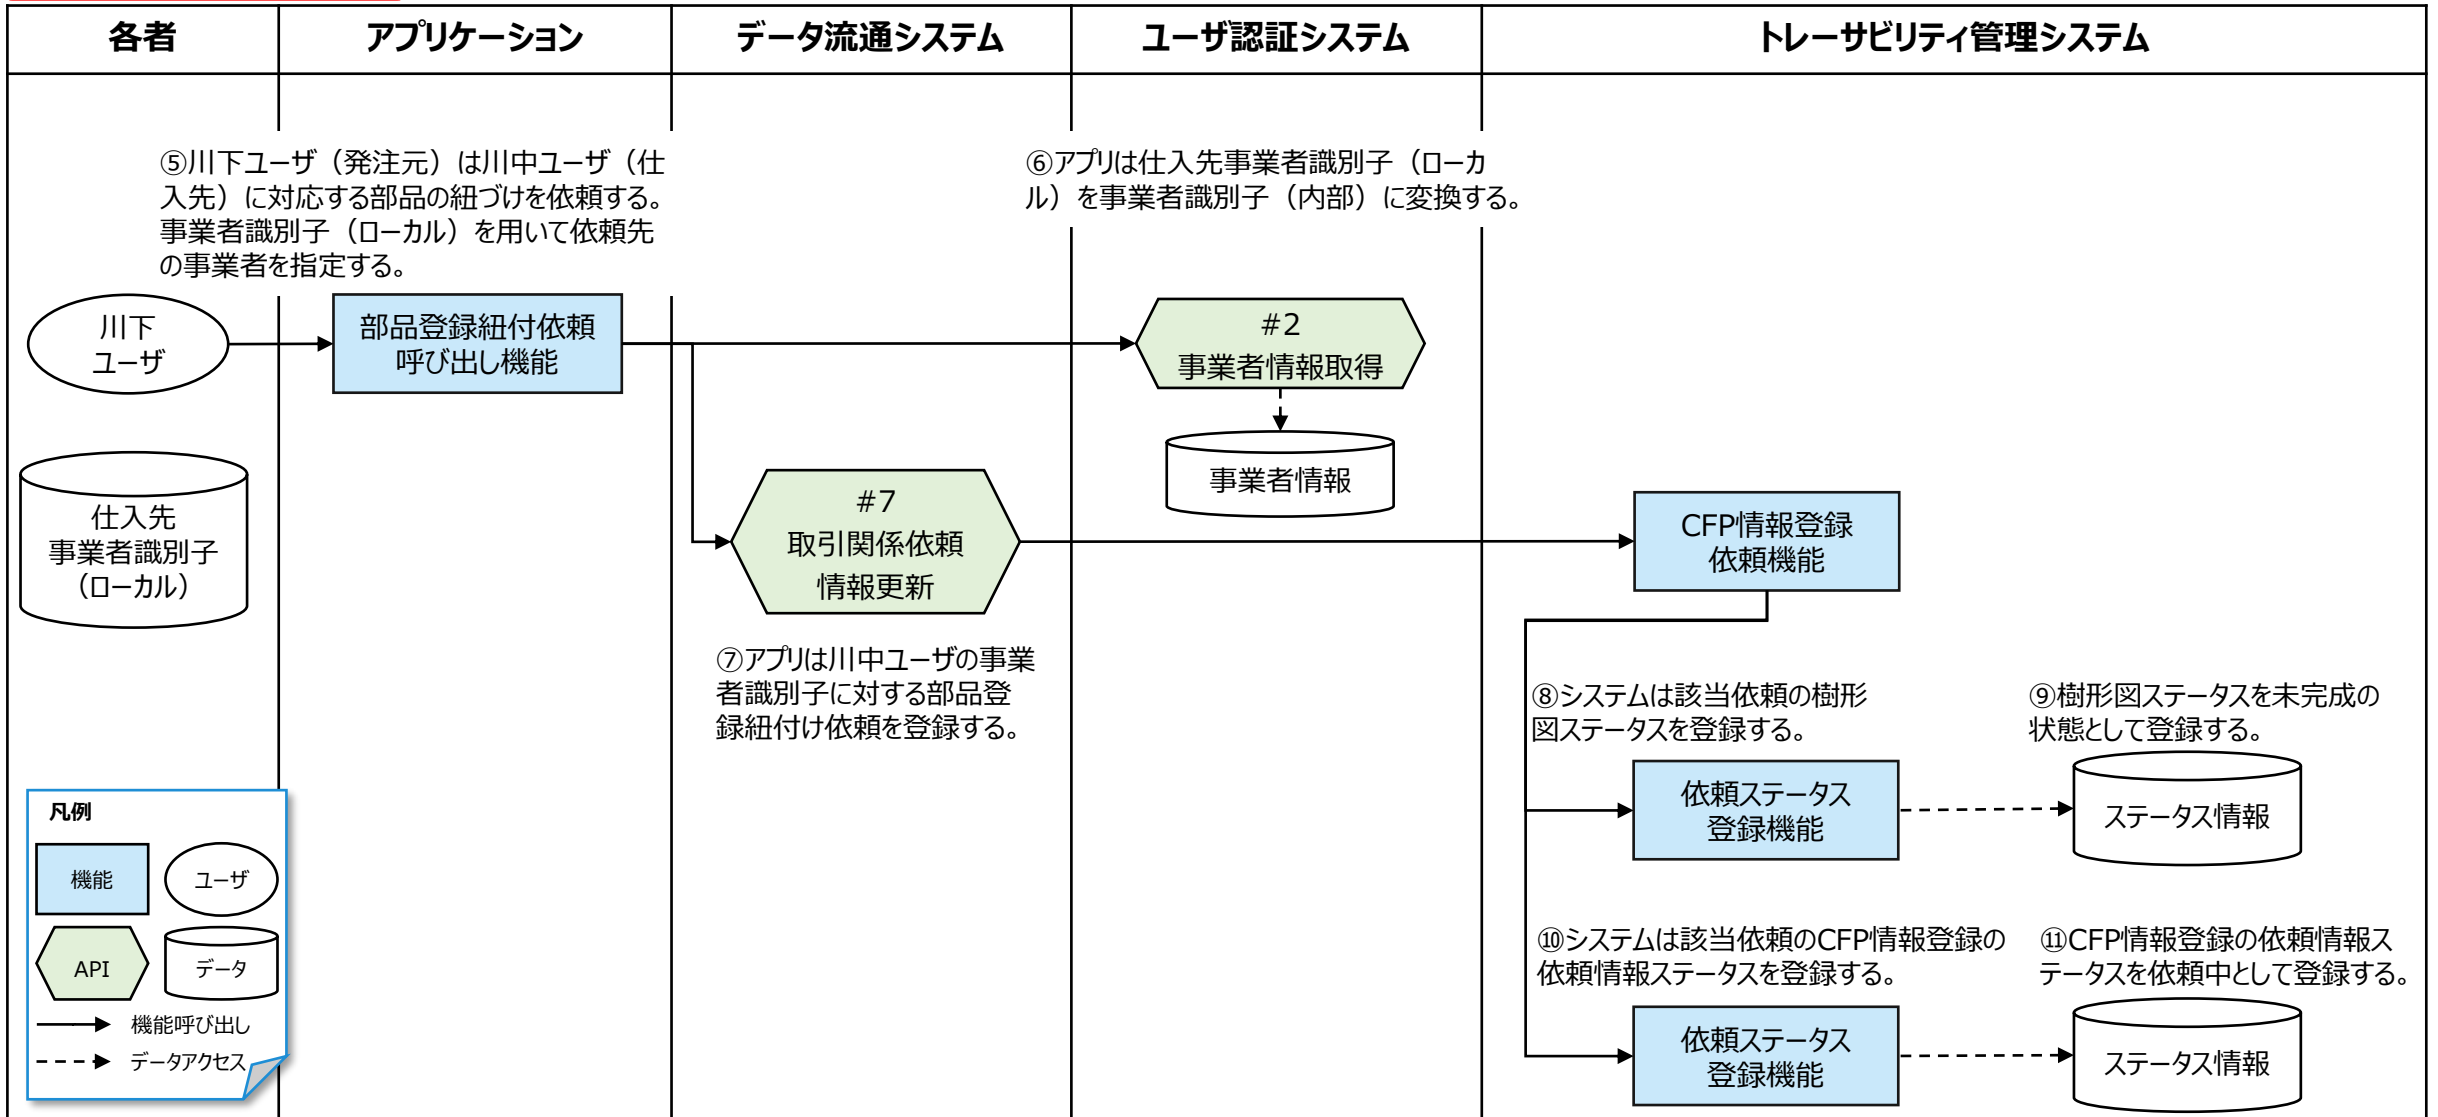 各者
アプリケーション
データ流通システム
ユーザ認証システム
トレーサビリティ管理システム
⑤川下ユーザ（発注元）は川中ユーザ（仕
入先）に対応する部品の紐づけを依頼する。
事業者識別子（ローカル）を用いて依頼先
の事業者を指定する。
⑥アプリは仕入先事業者識別子（ローカ
ル）を事業者識別子（内部）に変換する。
川下
ユーザ
部品登録紐付依頼
呼び出し機能
#2
事業者情報取得
事業者情報
仕入先
事業者識別子
（ローカル）
#7
取引関係依頼
情報更新
CFP情報登録
依頼機能
⑦アプリは川中ユーザの事業
者識別子に対する部品登
録紐付け依頼を登録する。
⑧システムは該当依頼の樹形
図ステータスを登録する。
⑨樹形図ステータスを未完成の
状態として登録する。
依頼ステータス
登録機能
ステータス情報
⑩システムは該当依頼のCFP情報登録の
依頼情報ステータスを登録する。
⑪CFP情報登録の依頼情報ス
テータスを依頼中として登録する。
依頼ステータス
登録機能
ステータス情報
凡例
機能
ユーザ
API
データ
機能呼び出し
データアクセス